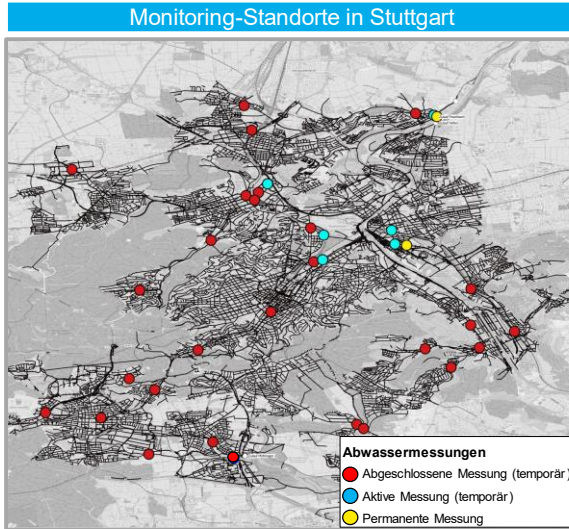 Monitoring-Standorte in Stuttgart
Abwassermessungen
Abgeschlossene Messung (temporär)
Aktive Messung (temporär)
Permanente Messung